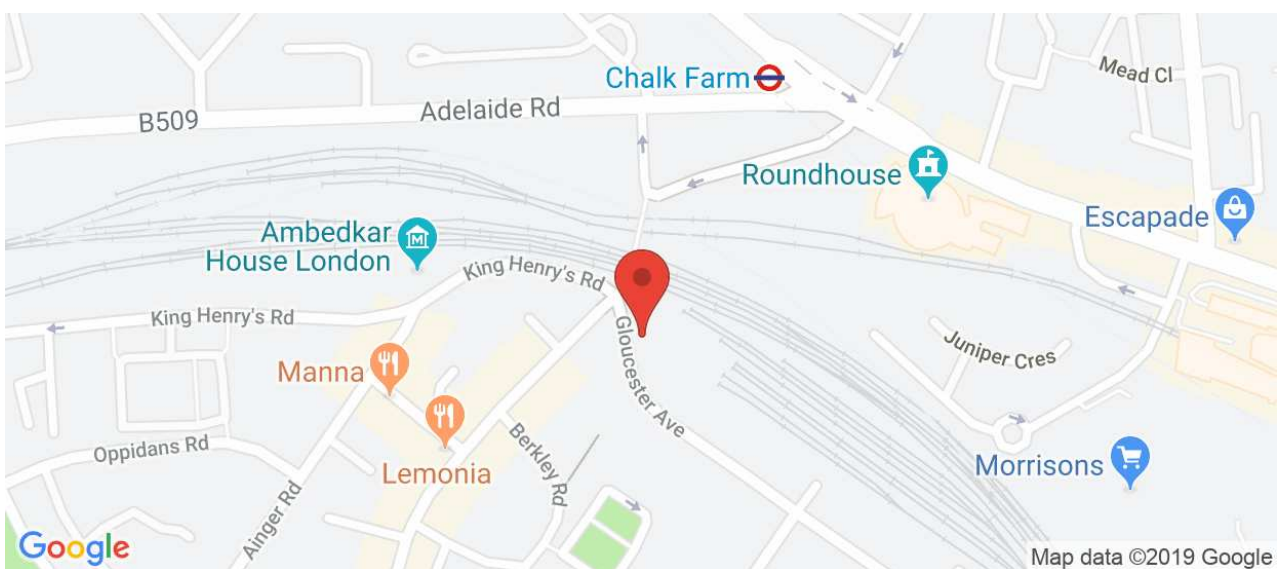 Chalk Farm
Mead Cl
B509
Adelaide Rd
Roundhouse
Escapade
Ambedkar
House London
King Henry's Rd
King Henry's Rd
Gloucester Ave
Juniper Cres
Manna
Lemonia
Berkley Rd
Oppidans Rd
Ainger Rd
Morrisons
Google
Map data ©2019 Google